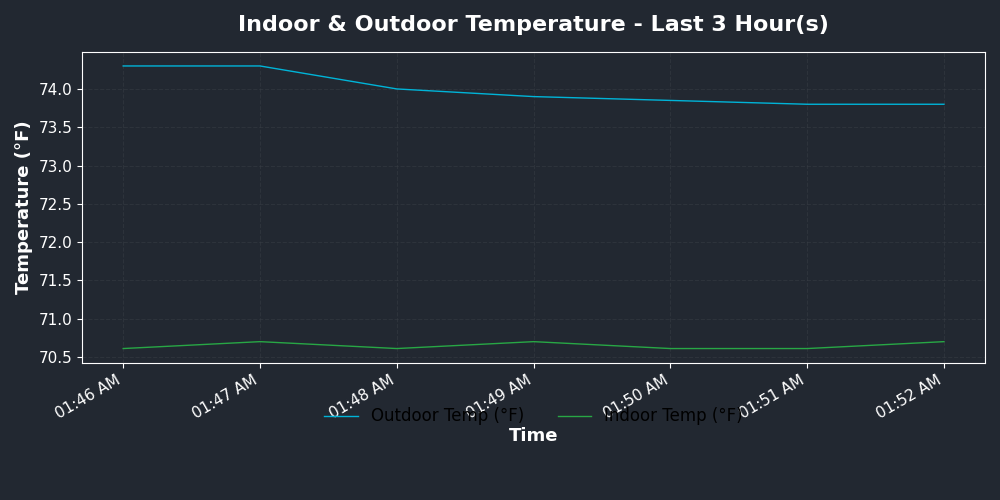 Indoor & Outdoor Temperature - Last 3 Hour(s)
Temperature (°F)
74.0
73.5
73.0
72.5
72.0
71.5
71.0
70.5
01:46 AM
01:47 AM
01:48 AM
01:49 AM
01:50 AM
01:51 AM
01:52 AM
Outdoor Temp (°F)
Indoor Temp (°F)
Time